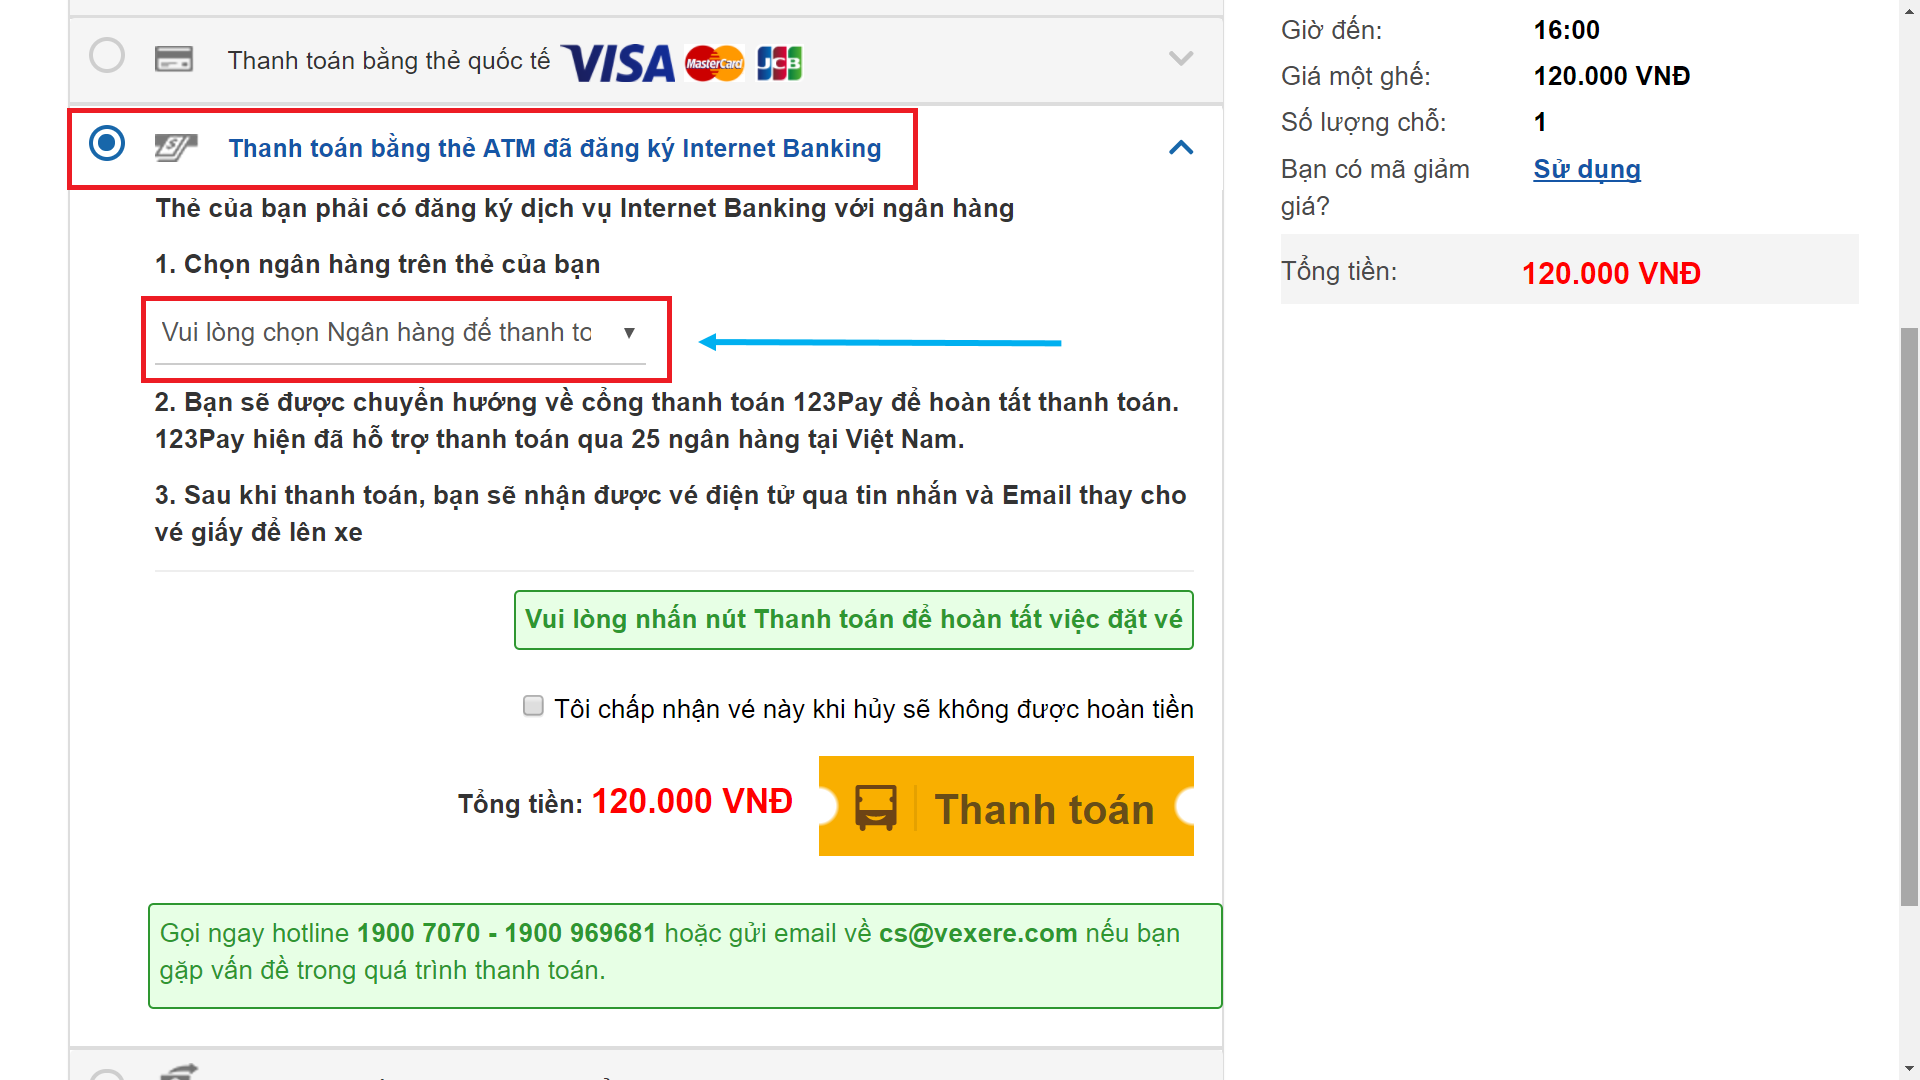 Thanh toán bằng thẻ quốc tế VISA MasterCard JCB
Thanh toán bằng thẻ ATM đã đăng ký Internet Banking
Thẻ của bạn phải có đăng ký dịch vụ Internet Banking với ngân hàng
1. Chọn ngân hàng trên thẻ của bạn
Vui lòng chọn Ngân hàng để thanh to
2. Bạn sẽ được chuyển hướng về cổng thanh toán 123Pay để hoàn tất thanh toán.
123Pay hiện đã hỗ trợ thanh toán qua 25 ngân hàng tại Việt Nam.
3. Sau khi thanh toán, bạn sẽ nhận được vé điện tử qua tin nhắn và Email thay cho
vé giấy để lên xe
Vui lòng nhấn nút Thanh toán để hoàn tất việc đặt vé
Tôi chấp nhận vé này khi hủy sẽ không được hoàn tiền
Tổng tiền: 120.000 VNĐ
Thanh toán
Gọi ngay hotline 1900 7070 - 1900 969681 hoặc gửi email về cs@vexere.com nếu bạn
gặp vấn đề trong quá trình thanh toán.
Giờ đến: 16:00
Giá một ghế: 120.000 VNĐ
Số lượng chỗ: 1
Bạn có mã giảm
giá?
Sử dụng
Tổng tiền: 120.000 VNĐ